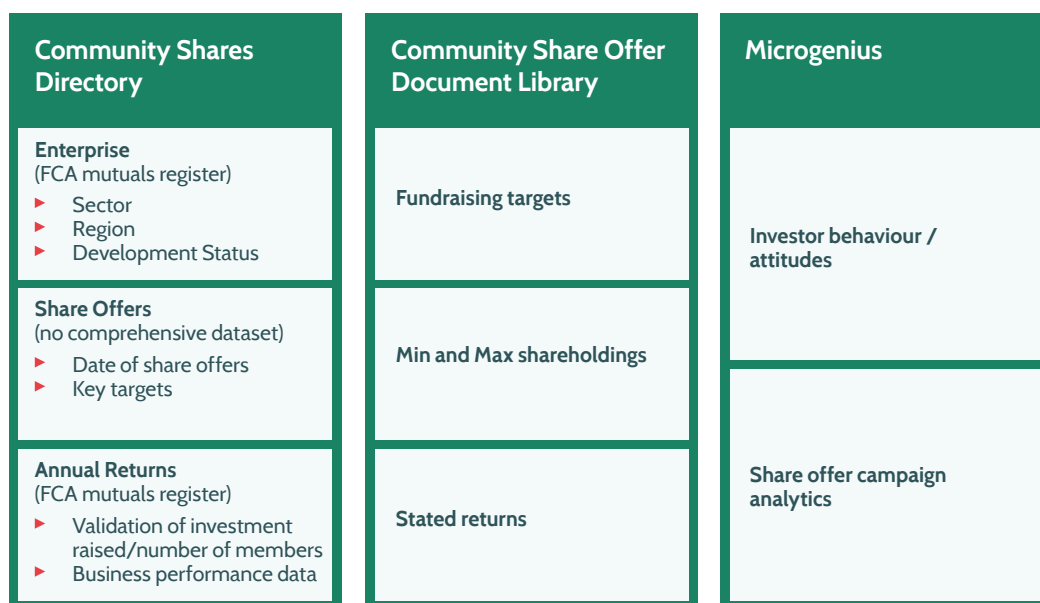 Community Shares
Directory
Enterprise
(FCA mutuals register)
Sector
Region
Development Status
Share Offers
(no comprehensive dataset)
Date of share offers
Key targets
Annual Returns
(FCA mutuals register)
Validation of investment
raised/number of members
Business performance data
Community Share Offer
Document Library
Fundraising targets
Min and Max shareholdings
Stated returns
Microgenius
Investor behaviour /
attitudes
Share offer campaign
analytics